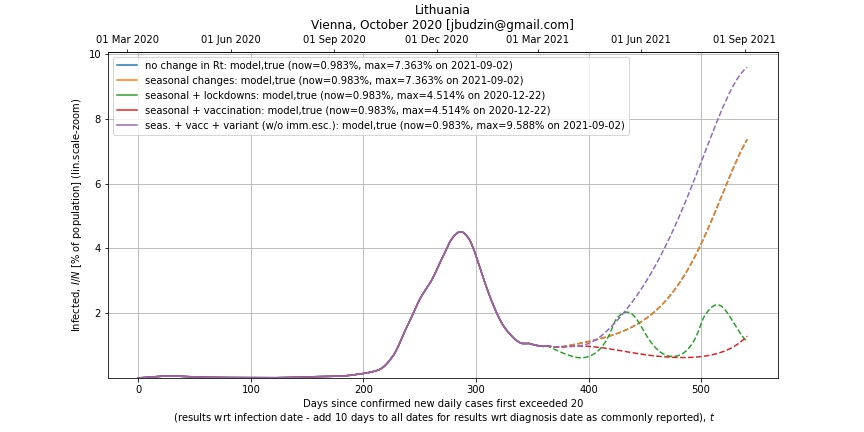 Lithuania
Vienna, October 2020 [jbudzin@gmail.com]
01 Mar 2020 01 Jun 2020 01 Sep 2020 01 Dec 2020 01 Mar 2021 01 Jun 2021 01 Sep 2021
no change in Rt: model,true (now=0.983%, max=7.363% on 2021-09-02)
seasonal changes: model,true (now=0.983%, max=7.363% on 2021-09-02)
seasonal + lockdowns: model,true (now=0.983%, max=4.514% on 2020-12-22)
seasonal + vaccination: model,true (now=0.983%, max=4.514% on 2020-12-22)
seas. + vacc + variant (w/o imm.esc.): model,true (now=0.983%, max=9.588% on 2021-09-02)
Infected, I/N [% of population] (lin.scale-zoom)
10
8
6
4
2
0 100 200 300 400 500
Days since confirmed new daily cases first exceeded 20
(results wrt infection date - add 10 days to all dates for results wrt diagnosis date as commonly reported), t